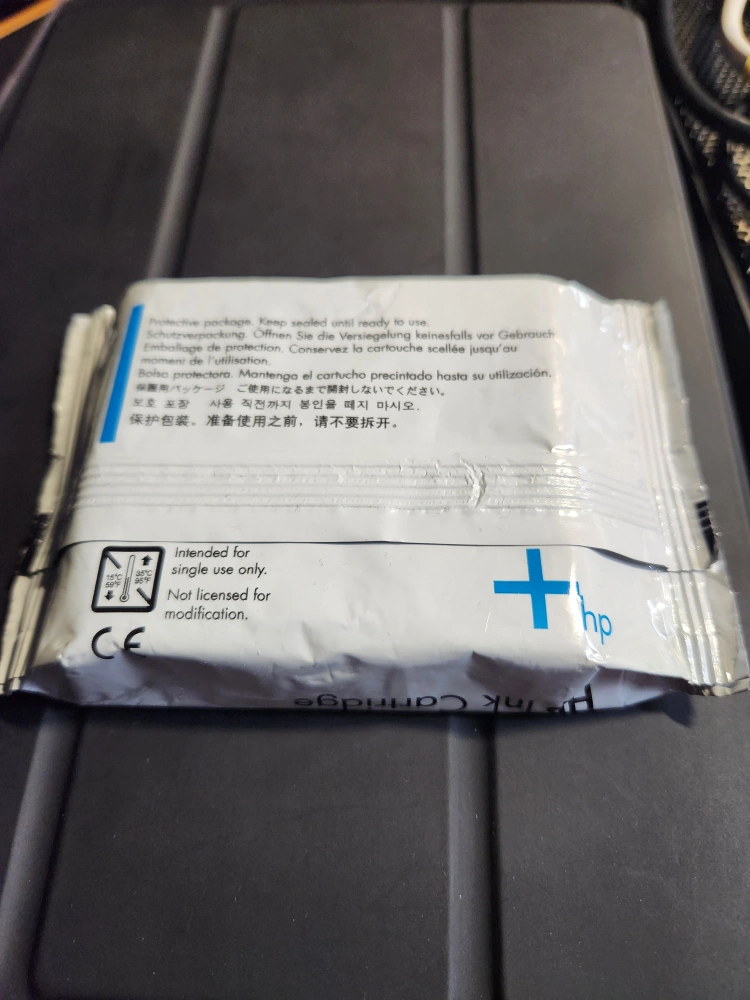 Protective package. Keep sealed until ready to use.
Schutzverpackung. Öffnen Sie die Versiegelung keinesfalls vor Gebrauch
Emballage de protection. Conservez la cartouche scellée jusqu'au
moment de l'utilisation.
Bolsa protectora. Mantenga el cartucho precintado hasta su utilización.
保護用パッケージ ご使用になるまで開封しないでください。
보호 포장 사용 직전까지 봉인을 떼지 마시오.
保护包装。准备使用之前，请不要拆开。
15°C 35°C
59°F 95°F
Intended for
single use only.
Not licensed for
modification.
CE
hp
Ink Cartridge